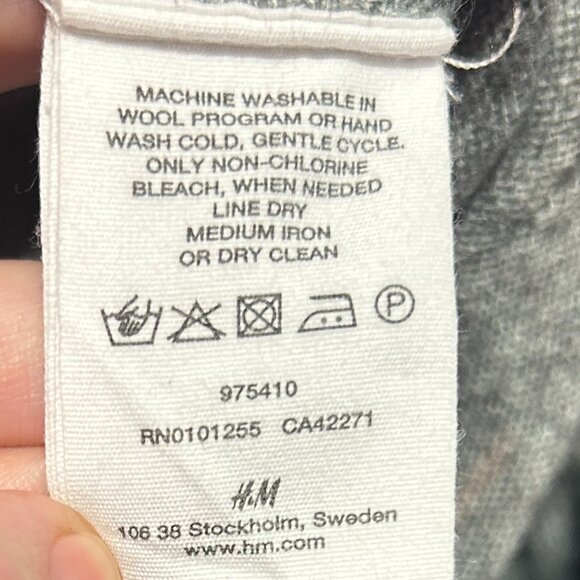 MACHINE WASHABLE IN
WOOL PROGRAM OR HAND
WASH COLD, GENTLE CYCLE.
ONLY NON-CHLORINE
BLEACH, WHEN NEEDED
LINE DRY
MEDIUM IRON
OR DRY CLEAN
P
975410
RN0101255 CA42271
H&M
106 38 Stockholm, Sweden
www.hm.com